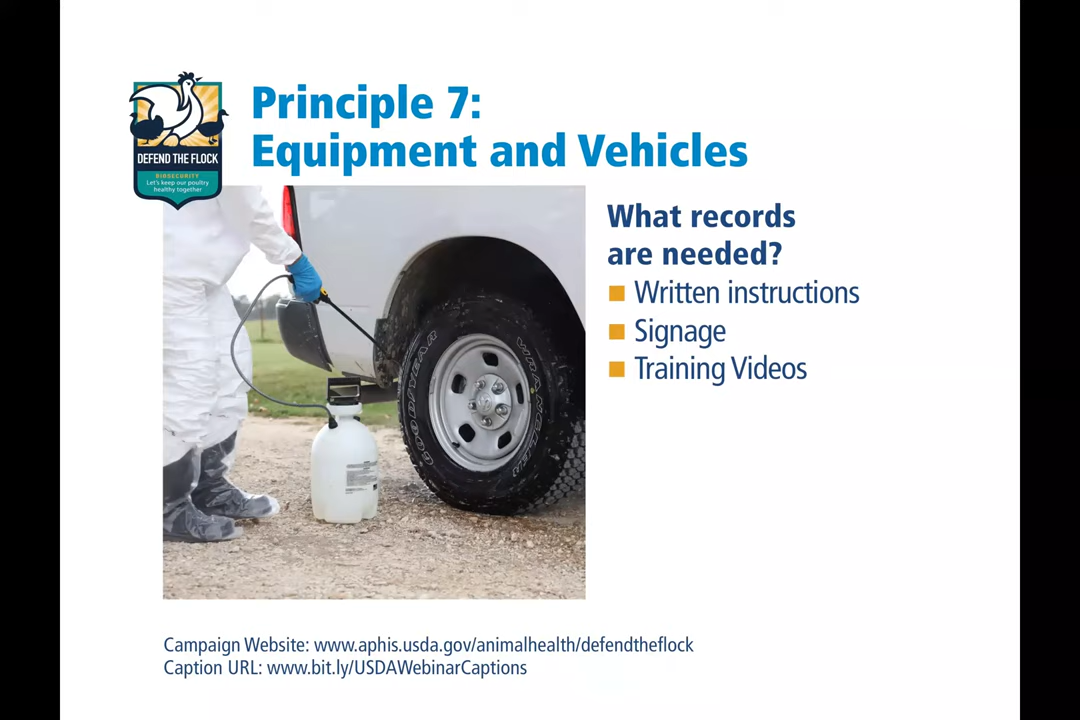 Principle 7:
Equipment and Vehicles
DEFEND THE FLOCK
BIOSECURITY
Let's keep our poultry
healthy together
What records
are needed?
Written instructions
Signage
Training Videos
GOODYEAR
WRANGLER
Campaign Website: www.aphis.usda.gov/animalhealth/defendtheflock
Caption URL: www.bit.ly/USDAWebinarCaptions